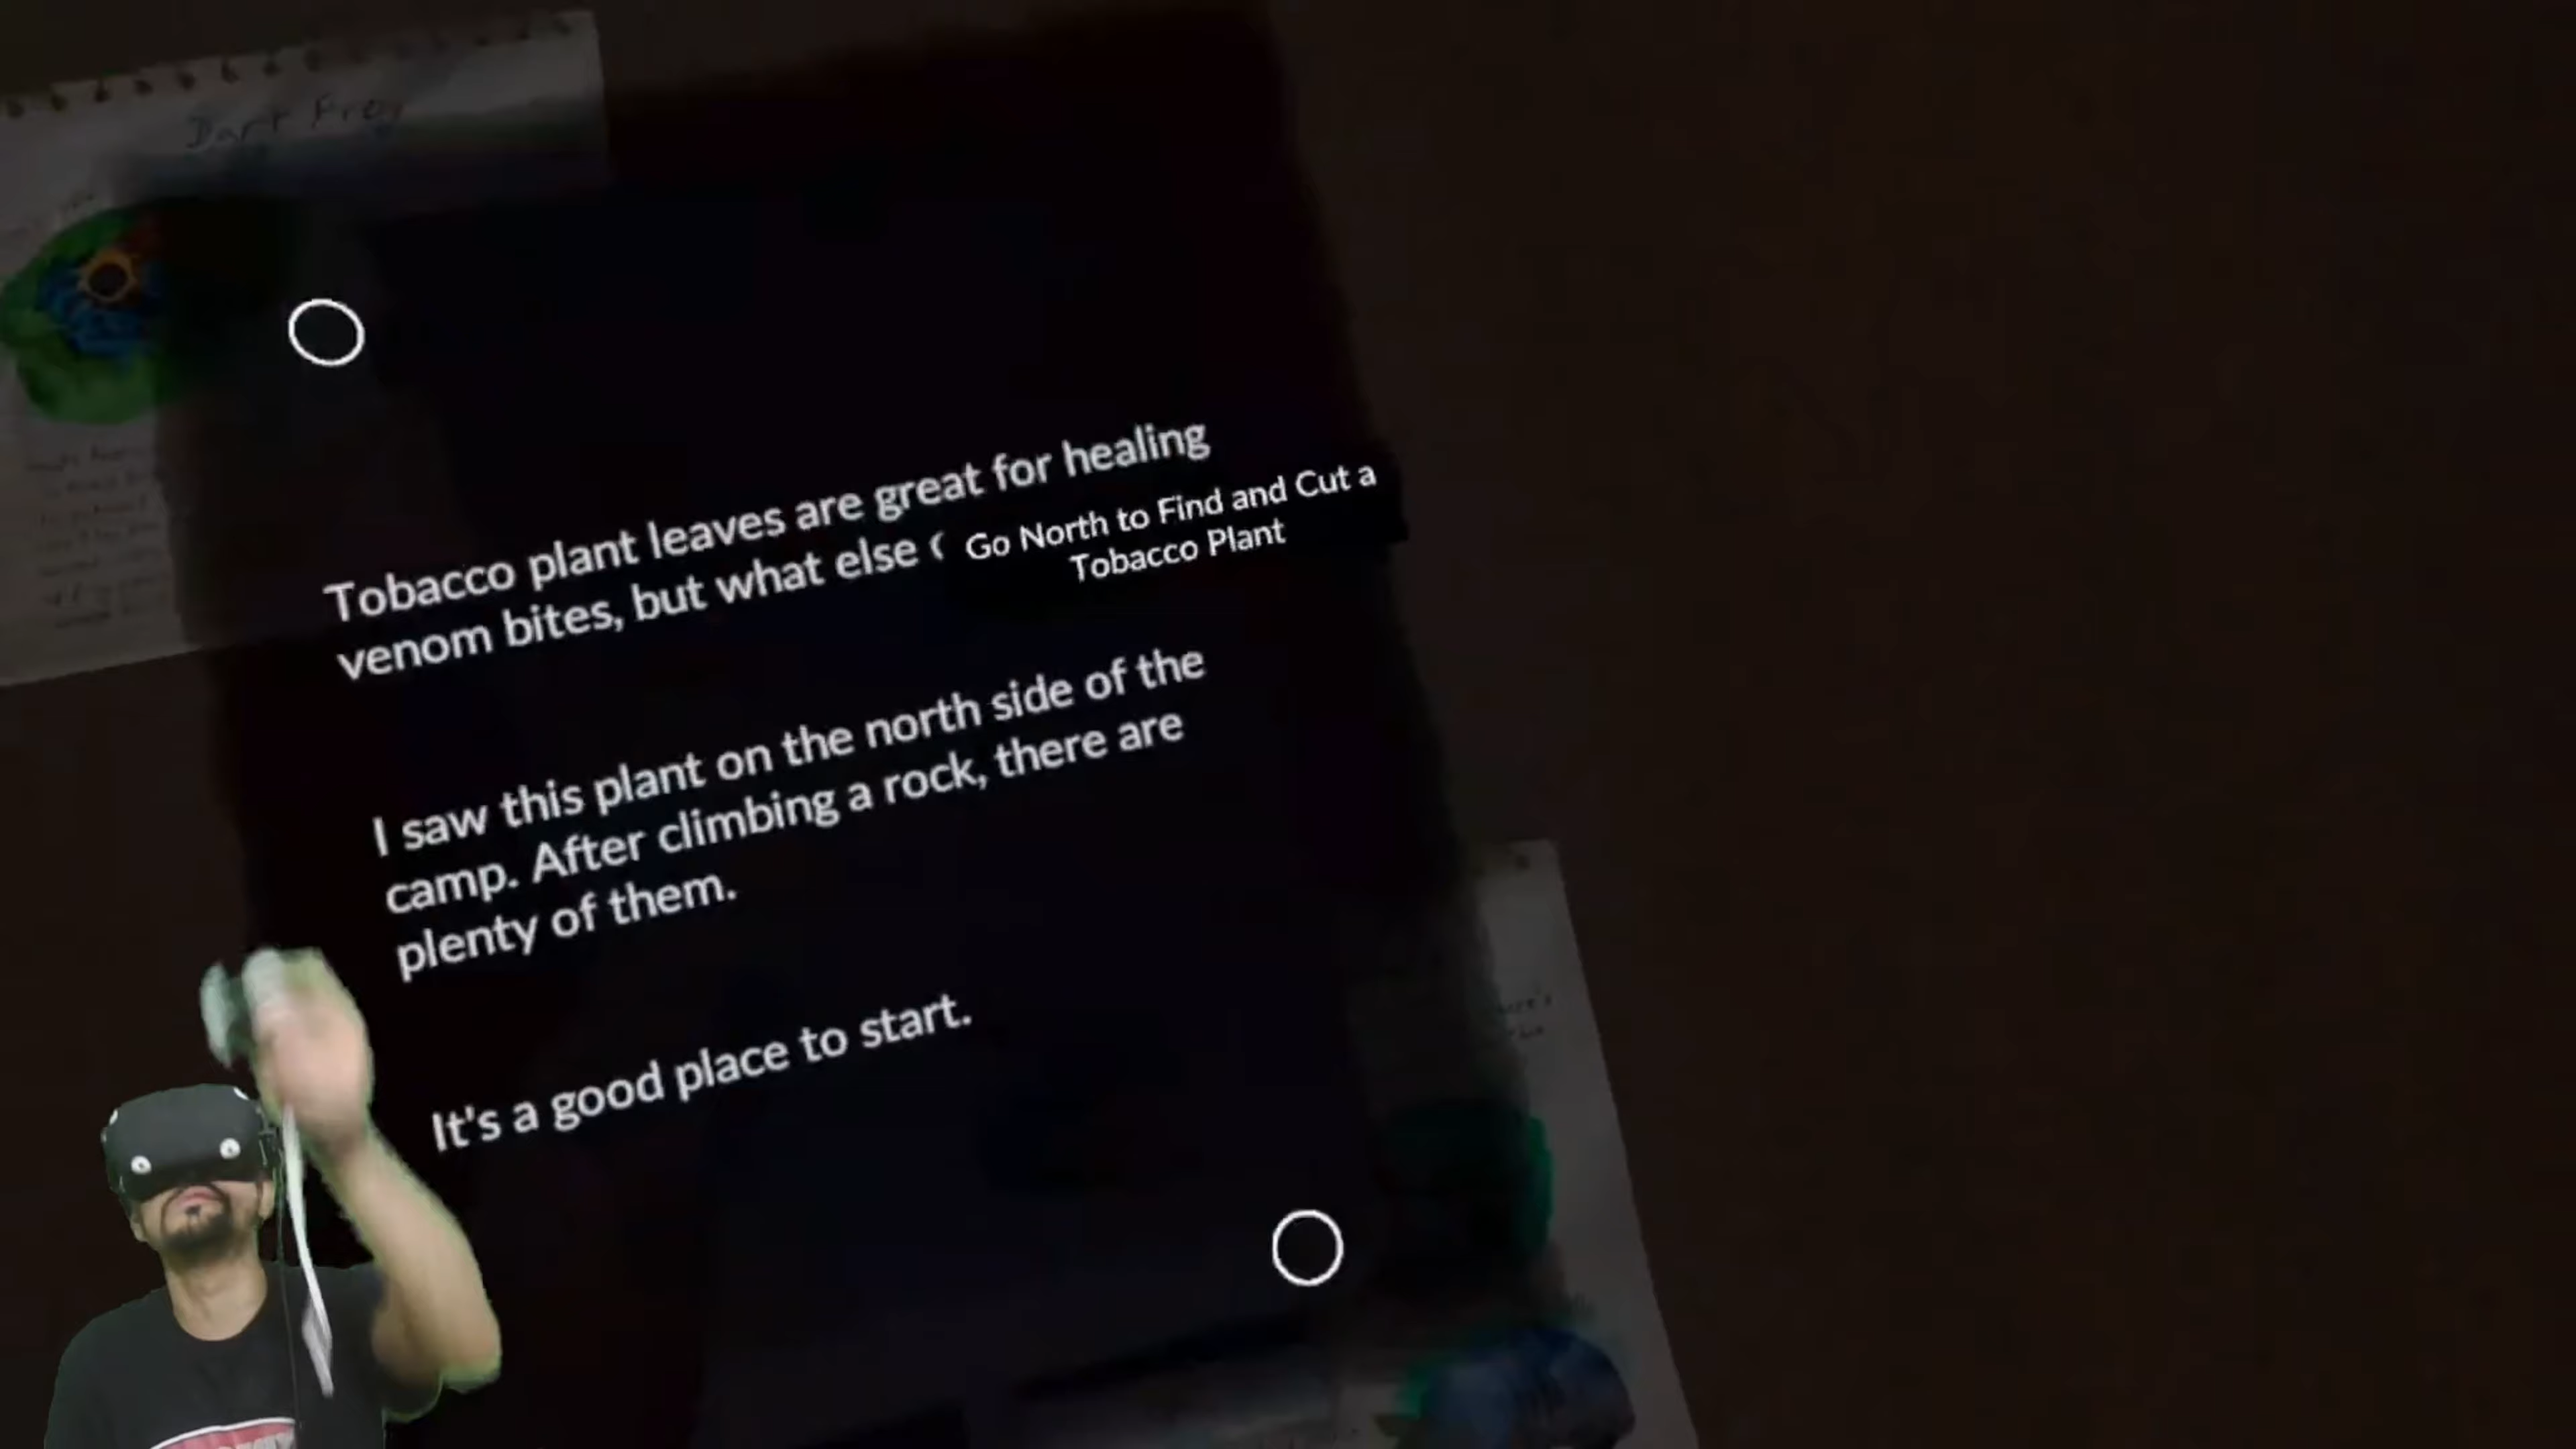 Dart Frog
Tobacco plant leaves are great for healing
venom bites, but what else
Go North to Find and Cut a
Tobacco Plant
I saw this plant on the north side of the
camp. After climbing a rock, there are
plenty of them.
It's a good place to start.